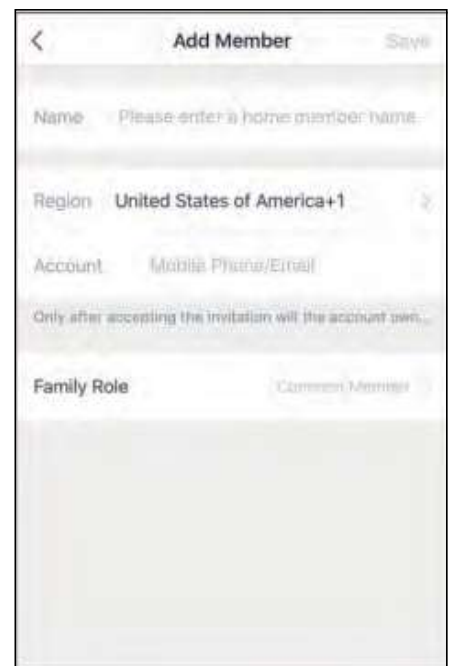 Add Member Save
Name Please enter a home member name.
Region United States of America+1
Account Mobile Phone/Email
Only after accepting the invitation will the account own...
Family Role Common Member